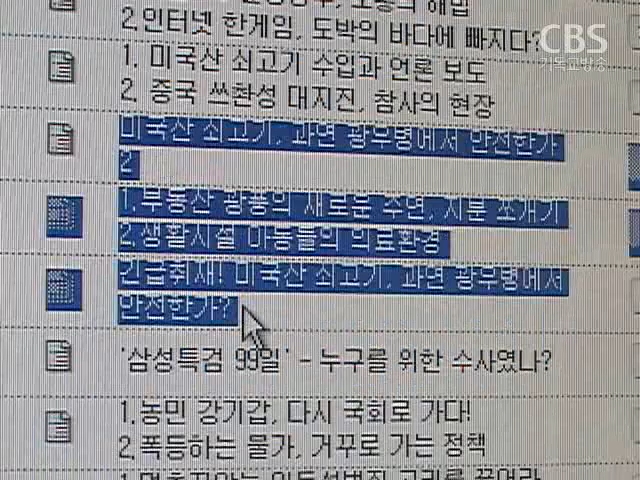 해법
2.인터넷 한게임, 도박의 바다에 빠지다?
CBS
기독교방송
1. 미국산 쇠고기 수입과 언론 보도
2. 중국 쓰촨성 대지진, 참사의 현장
미국산 쇠고기, 과연 광우병에서 안전한가
2
1.부동산 광풍의 새로운 주연, 지분 쪼개기
2.생활시설 아동들의 의료환경
긴급취재! 미국산 쇠고기, 과연 광우병에서
안전한가?
'삼성특검 99일' - 누구를 위한 수사였나?
1.농민 강기갑, 다시 국회로 가다!
2.폭등하는 물가, 거꾸로 가는 정책